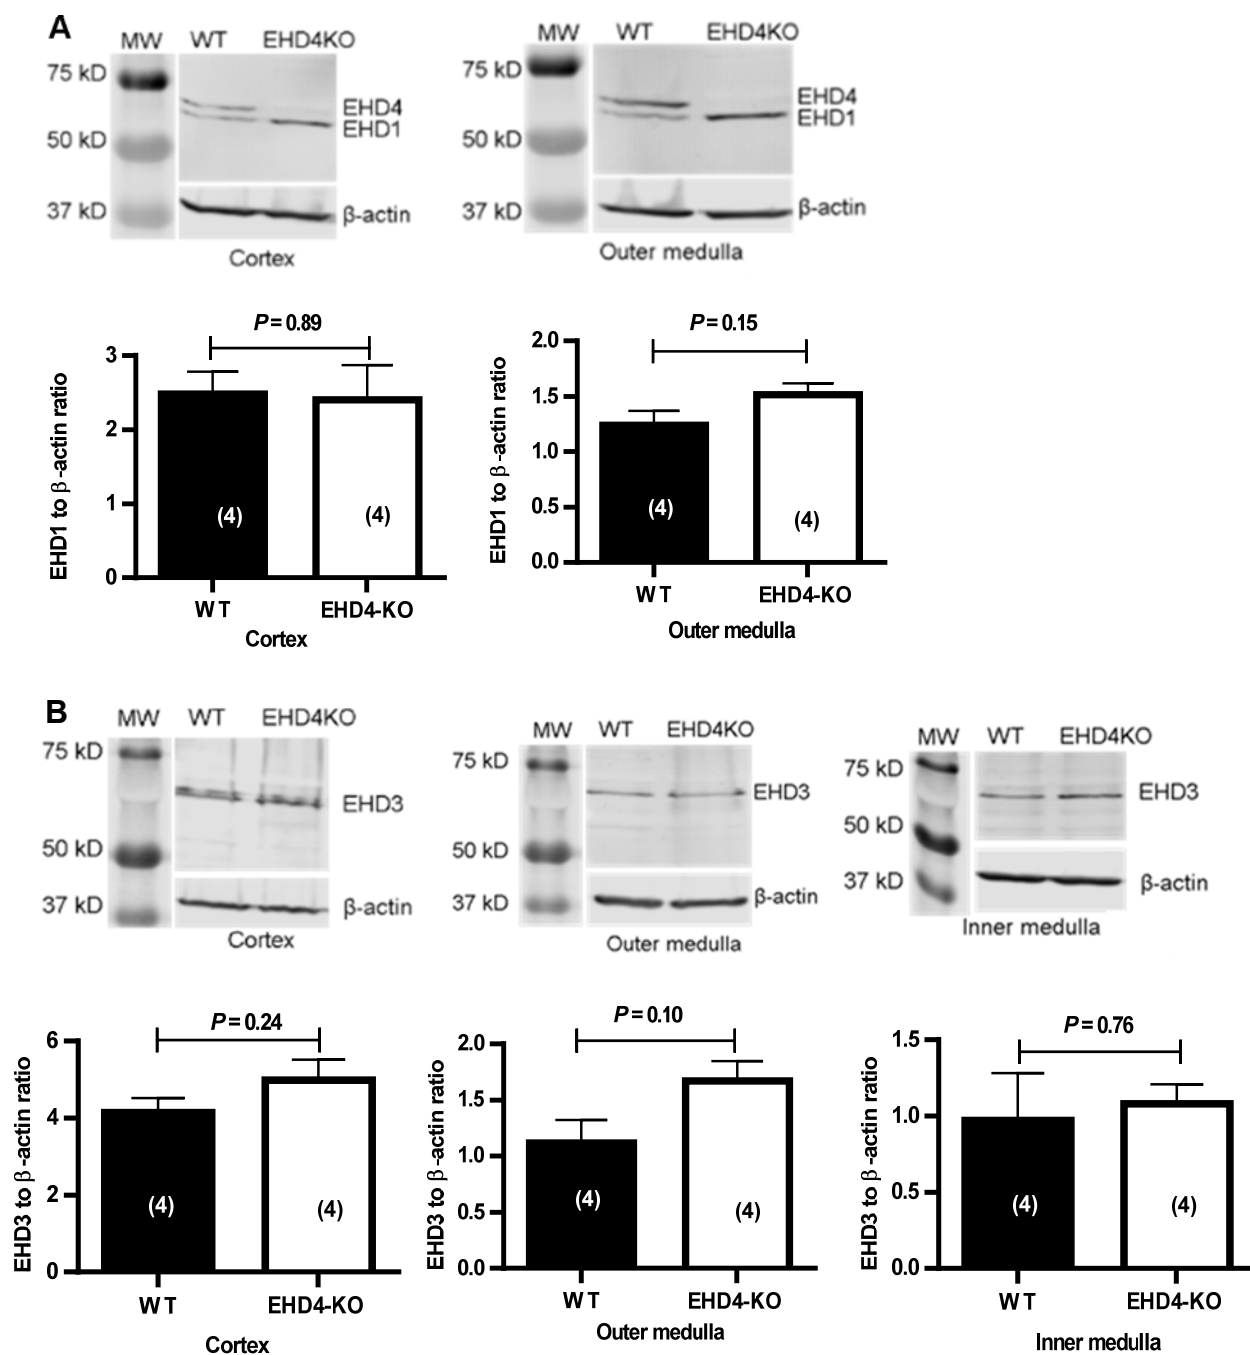 A
MW WT EHD4KO
75 kD
50 kD
37 kD
EHD4
EHD1
β-actin
Cortex
MW WT EHD4KO
75 kD
50 kD
37 kD
EHD4
EHD1
β-actin
Outer medulla
P = 0.89
EHD1 to β -actin ratio
3
2
1
0
(4) (4)
WT EHD4-KO
Cortex
P = 0.15
EHD1 to β -actin ratio
2.0
1.5
1.0
0.5
0.0
(4) (4)
WT EHD4-KO
Outer medulla
B
MW WT EHD4KO
75 kD
50 kD
37 kD
EHD3
β-actin
Cortex
MW WT EHD4KO
75 kD
50 kD
37 kD
EHD3
β-actin
Outer medulla
MW WT EHD4KO
75 kD
50 kD
37 kD
EHD3
β-actin
Inner medulla
P = 0.24
EHD3 to β -actin ratio
6
4
2
0
(4) (4)
WT EHD4-KO
Cortex
P = 0.10
EHD3 to β -actin ratio
2.0
1.5
1.0
0.5
0.0
(4) (4)
WT EHD4-KO
Outer medulla
P = 0.76
EHD3 to β -actin ratio
1.5
1.0
0.5
0.0
(4) (4)
WT EHD4-KO
Inner medulla